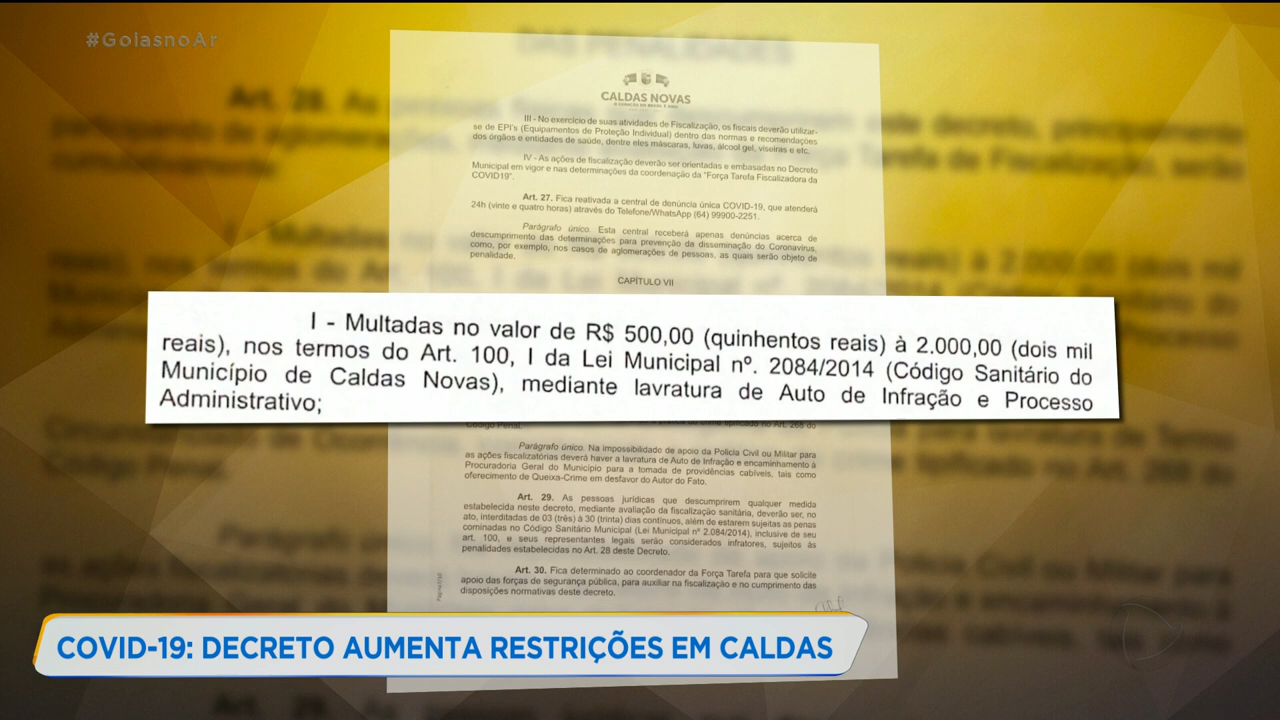 #GoiasnoAr
DAS PENALIDADES
CALDAS NOVAS
III - No exercício de suas atividades de Fiscalização, os fiscais deverão utilizar-
se de EPI's (Equipamentos de Proteção Individual) dentro das normas e recomendações
dos órgãos e entidades de saúde, dentre eles máscaras, luvas, álcool gel, viseiras e etc.
IV - As ações de fiscalização deverão ser orientadas e embasadas no Decreto
Municipal em vigor e nas determinações da coordenação da "Força Tarefa Fiscalizadora da
COVID19".
Art. 27. Fica reativada a central de denúncia única COVID-19, que atenderá
24h (vinte e quatro horas) através do Telefone/WhatsApp (64) 99900-2251.
Parágrafo único. Esta central receberá apenas denúncias acerca de
descumprimento das determinações para prevenção da disseminação do Coronavírus,
como, por exemplo, nos casos de aglomerações de pessoas, as quais serão objeto de
penalidade.
CAPÍTULO VII
I - Multadas no valor de R$ 500,00 (quinhentos reais) à 2.000,00 (dois mil
reais), nos termos do Art. 100, I da Lei Municipal nº. 2084/2014 (Código Sanitário do
Município de Caldas Novas), mediante lavratura de Auto de Infração e Processo
Administrativo;
Código Penal.
Parágrafo único. Na impossibilidade de apoio da Policia Civil ou Militar para
as ações fiscalizatórias deverá haver a lavratura de Auto de Infração e encaminhamento à
Procuradoria Geral do Município para a tomada de providências cabíveis, tais como
oferecimento de Queixa-Crime em desfavor do Autor do Fato.
Art. 29. As pessoas jurídicas que descumprirem qualquer medida
estabelecida neste decreto, mediante avaliação da fiscalização sanitária, deverão ser, no
ato, interditadas de 03 (três) à 30 (trinta) dias contínuos, além de estarem sujeitas as penas
cominadas no Código Sanitário Municipal (Lei Municipal nº 2.084/2014), inclusive de seu
art. 100, e seus representantes legais serão considerados infratores, sujeitos às
penalidades estabelecidas no Art. 28 deste Decreto.
Art. 30. Fica determinado ao coordenador da Força Tarefa para que solicite
apoio das forças de segurança pública, para auxiliar na fiscalização e no cumprimento das
disposições normativas deste decreto.
COVID-19: DECRETO AUMENTA RESTRIÇÕES EM CALDAS